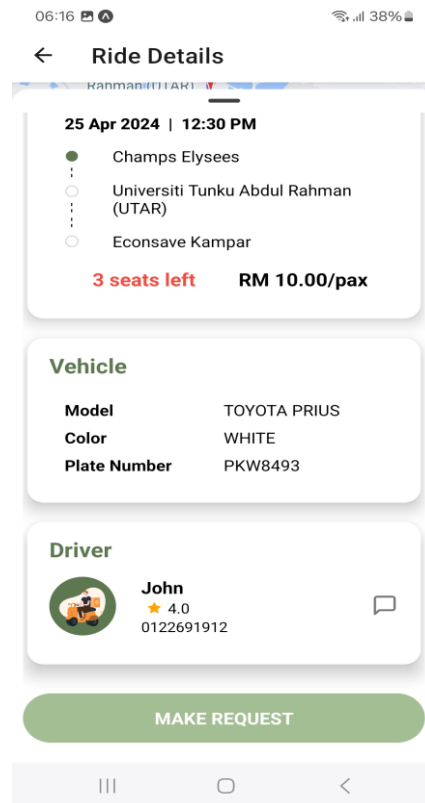 06:16 38%
Ride Details
Rahman (UTAR)
25 Apr 2024 | 12:30 PM
Champs Elysees
Universiti Tunku Abdul Rahman
(UTAR)
Econsave Kampar
3 seats left RM 10.00/pax
Vehicle
Model TOYOTA PRIUS
Color WHITE
Plate Number PKW8493
Driver
John
4.0
0122691912
MAKE REQUEST